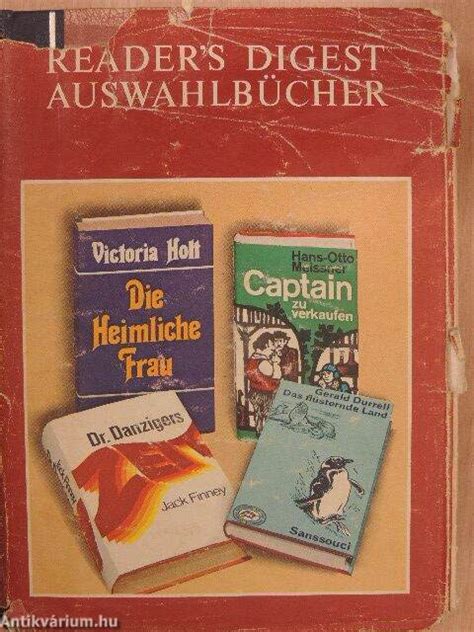 READER'S DIGEST
AUSWAHLBÜCHER
Victoria Holt
Die
Heimliche
Frau
Hans-Otto
Meissner
Captain
zu
verkaufen
Dr. Danzigers
Jack Finney
Gerald Durrell
Das flüsternde Land
Sanssouci
Antikvárium.hu